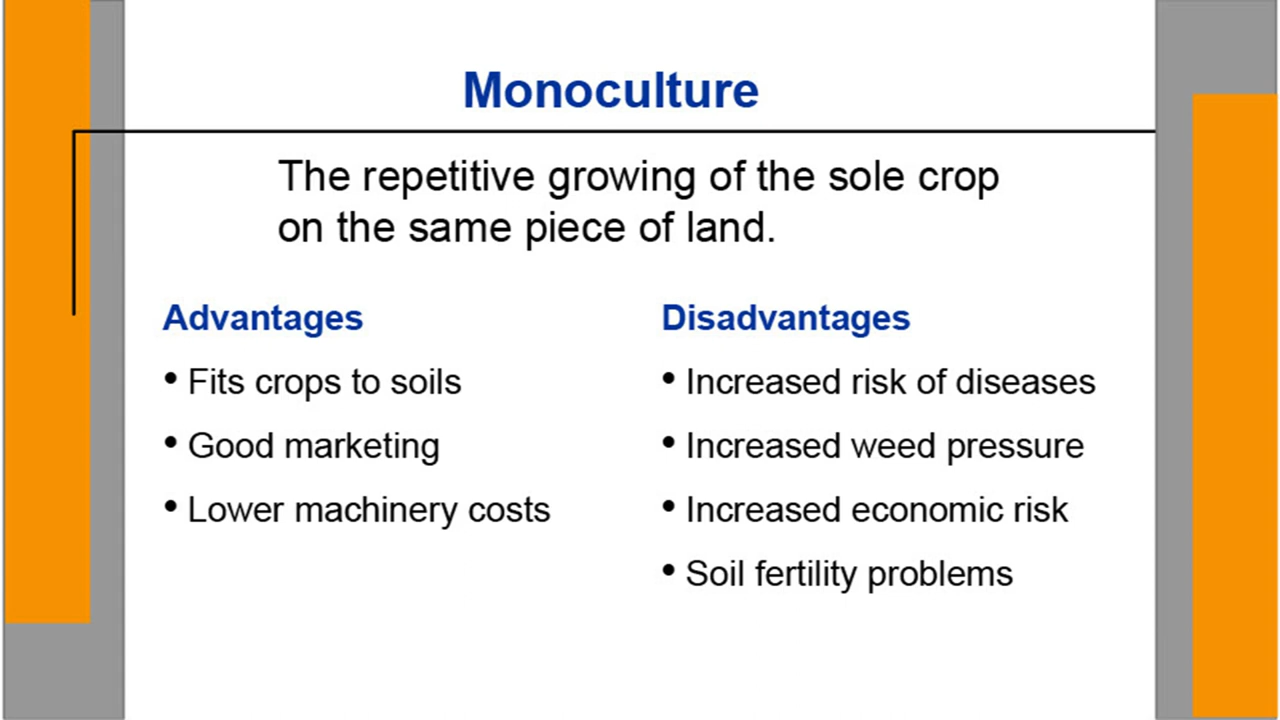 Monoculture
The repetitive growing of the sole crop
on the same piece of land.
Advantages
• Fits crops to soils
• Good marketing
• Lower machinery costs
Disadvantages
• Increased risk of diseases
• Increased weed pressure
• Increased economic risk
• Soil fertility problems